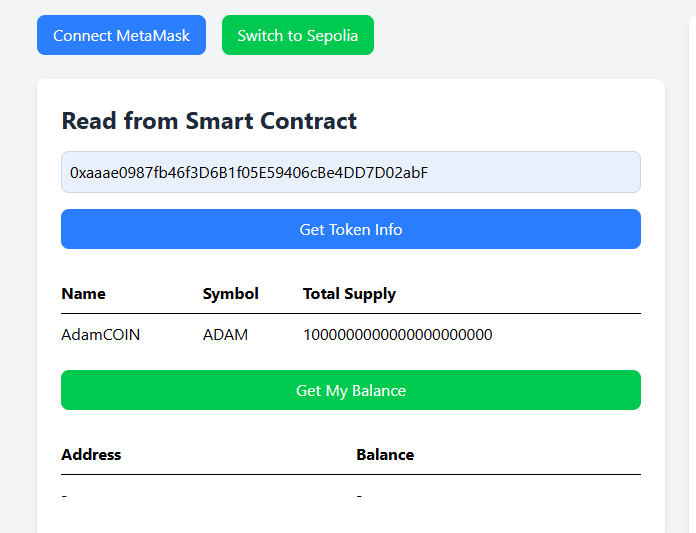 Connect MetaMask Switch to Sepolia
Read from Smart Contract
0xaaae0987fb46f3D6B1f05E59406cBe4DD7D02abF
Get Token Info
Name Symbol Total Supply
AdamCOIN ADAM 1000000000000000000000
Get My Balance
Address Balance
- -